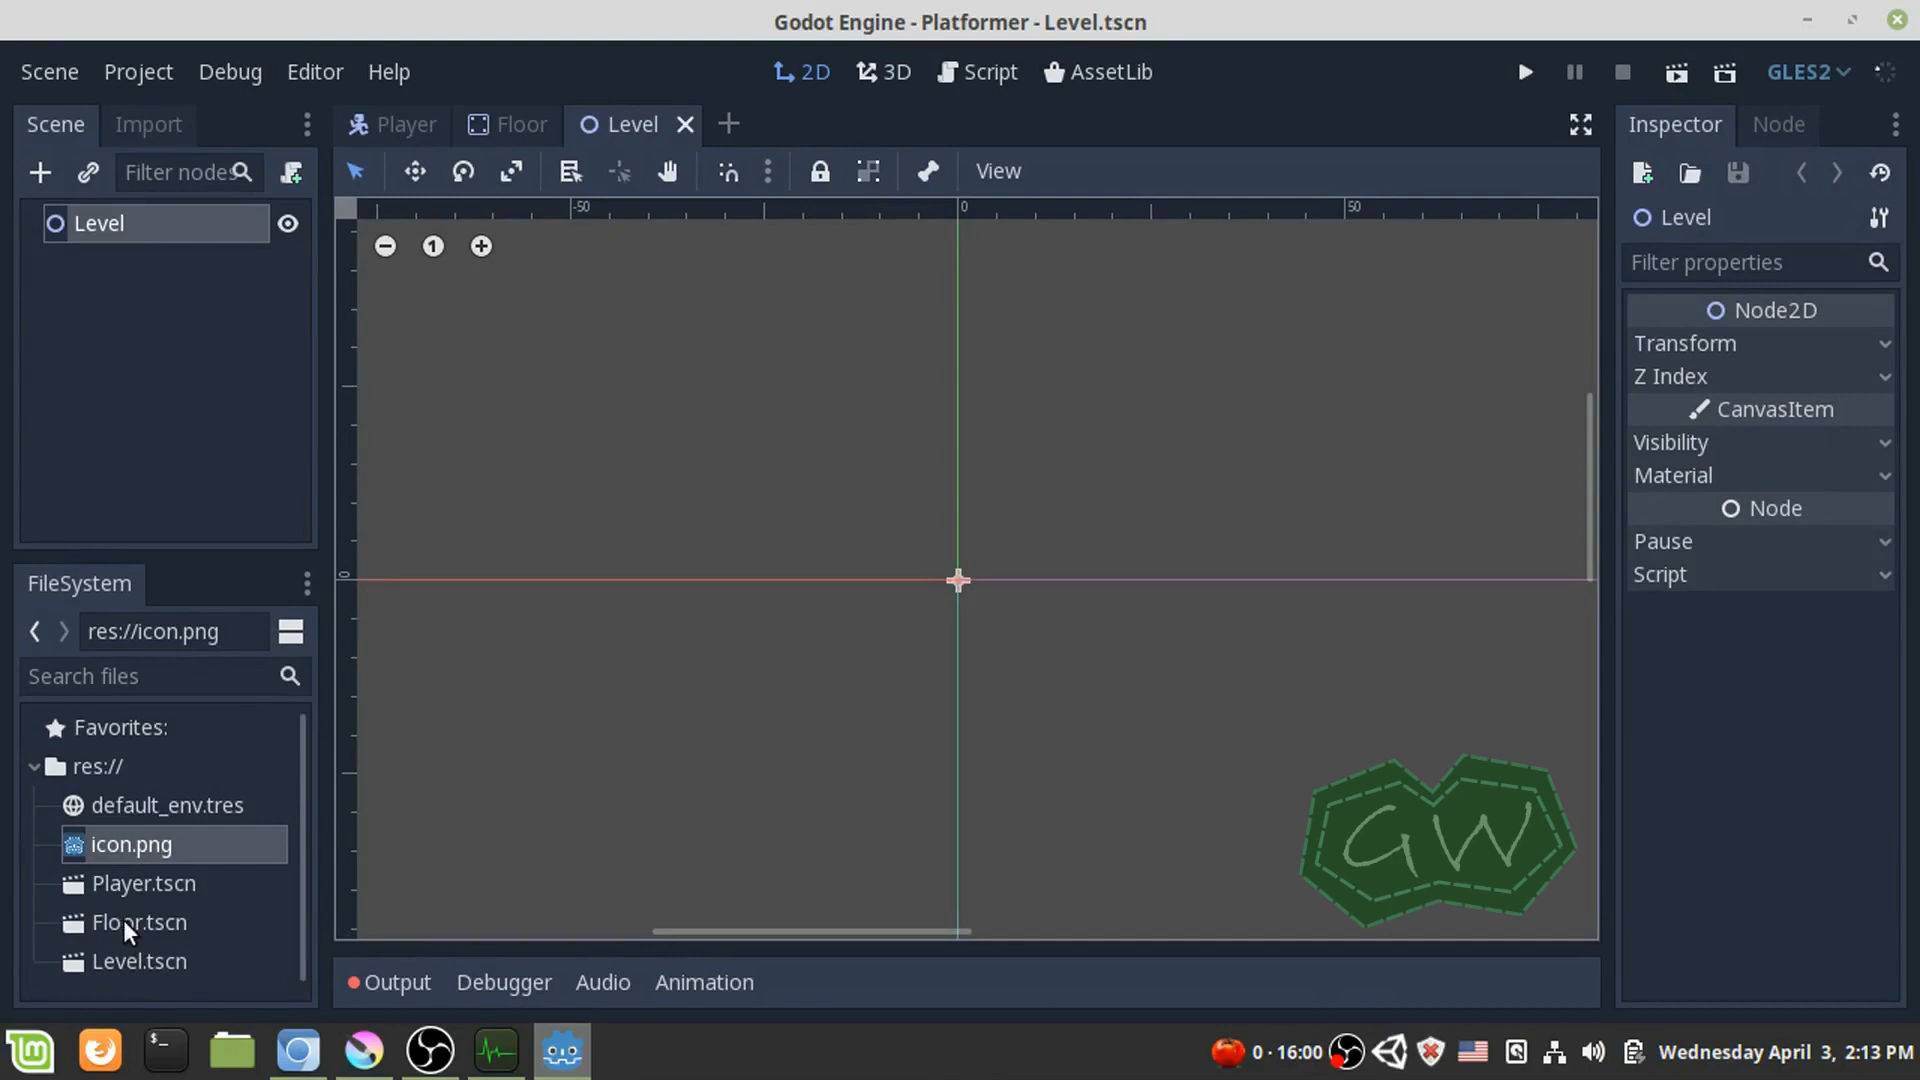 Godot Engine - Platformer - Level.tscn
Scene Project Debug Editor Help
2D 3D Script AssetLib
GLES2
Scene Import
Player Floor Level
Inspector Node
Filter nodes
View
Level
-50 0 50
1
0
Level
Filter properties
Node2D
Transform
Z Index
CanvasItem
Visibility
Material
Node
Pause
Script
FileSystem
res://icon.png
Search files
Favorites:
res://
default_env.tres
icon.png
Player.tscn
Floor.tscn
Level.tscn
GW
Output Debugger Audio Animation
0 · 16:00
Wednesday April 3, 2:13 PM